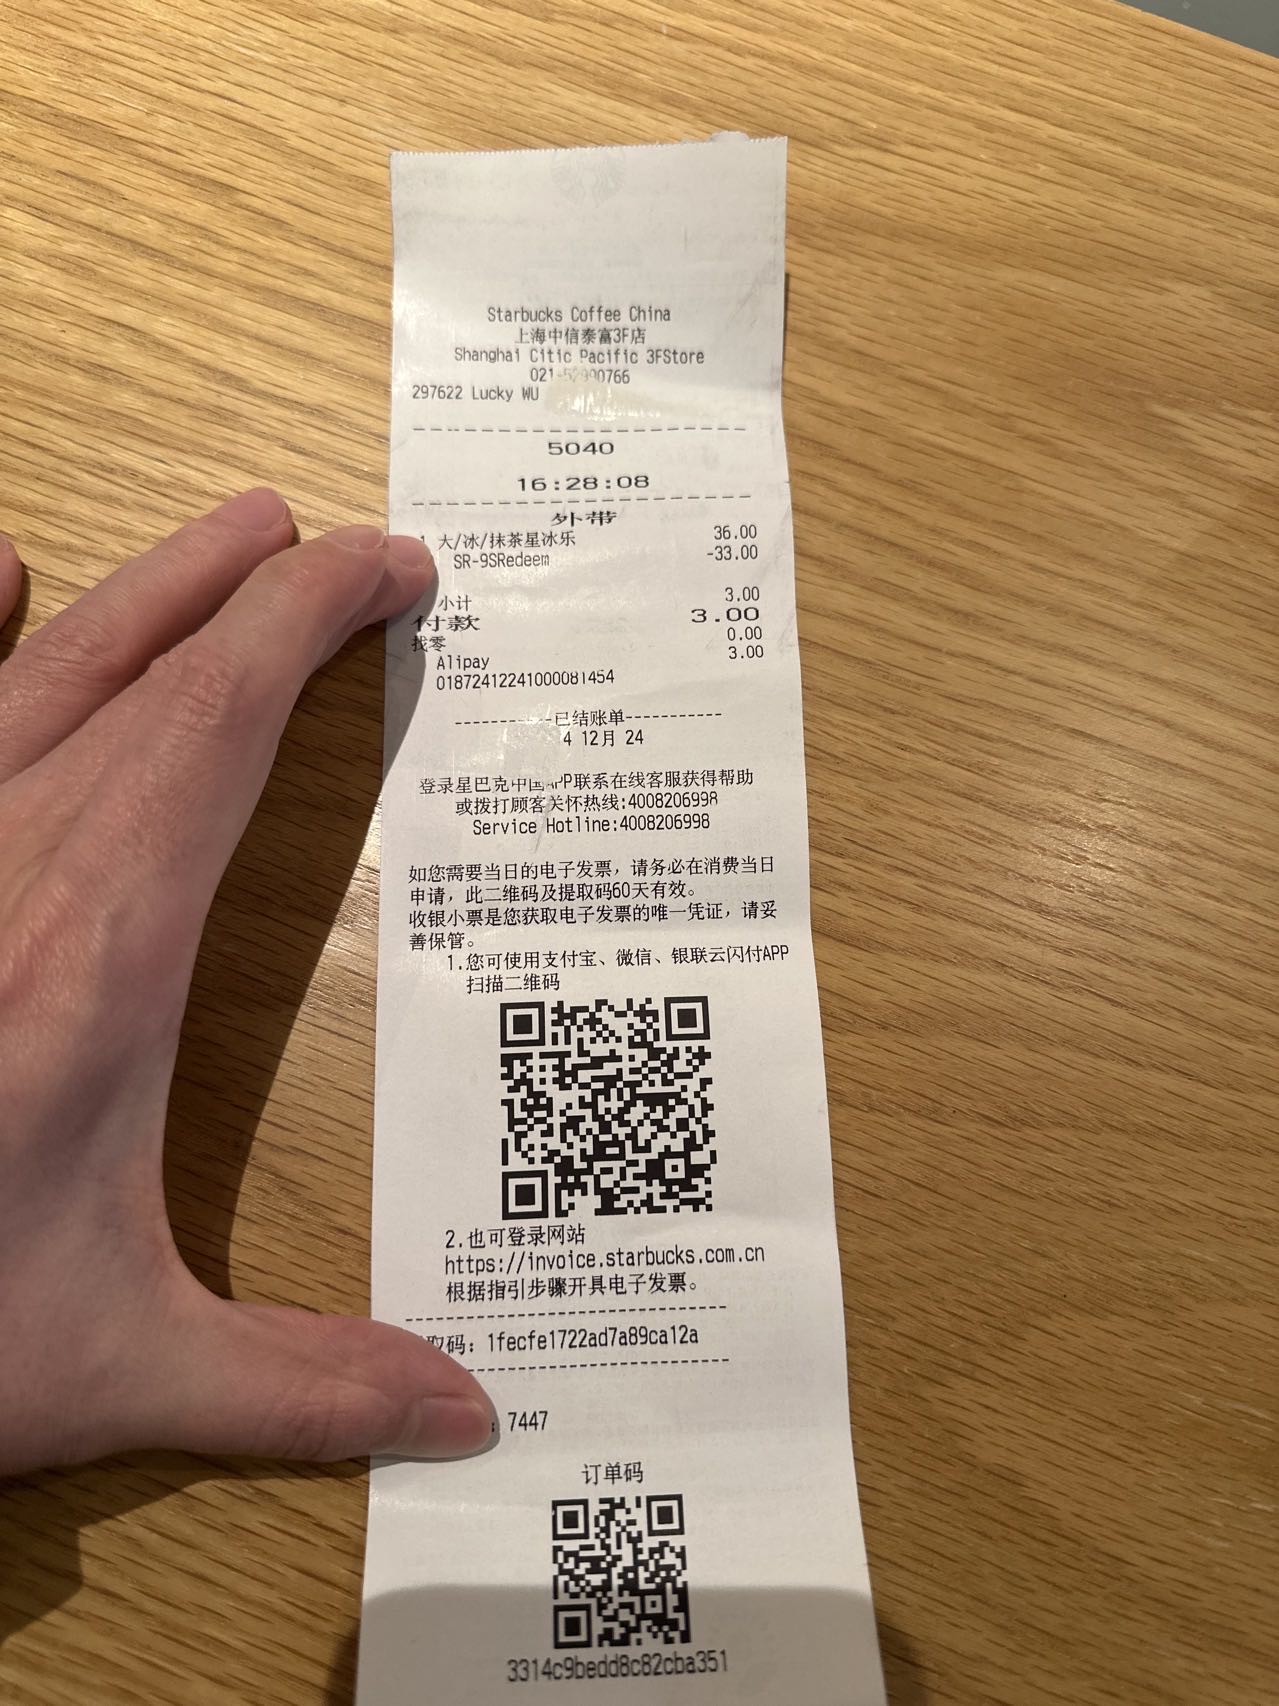 Starbucks Coffee China
上海中信泰富3F店
Shanghai Citic Pacific 3FStore
021-52990766
297622 Lucky WU
5040
16:28:08
外带
1 大/冰/抹茶星冰乐 36.00
SR-9SRedeem -33.00
小计 3.00
付款 3.00
找零 0.00
Alipay 3.00
01872412241000081454
-----------已结账单-----------
4 12月 24
登录星巴克中国APP联系在线客服获得帮助
或拨打顾客关怀热线:4008206998
Service Hotline:4008206998
如您需要当日的电子发票，请务必在消费当日
申请，此二维码及提取码60天有效。
收银小票是您获取电子发票的唯一凭证，请妥
善保管。
1.您可使用支付宝、微信、银联云闪付APP
扫描二维码
2.也可登录网站
https://invoice.starbucks.com.cn
根据指引步骤开具电子发票。
取码: 1fecfe1722ad7a89ca12a
: 7447
订单码
3314c9bedd8c82cba351